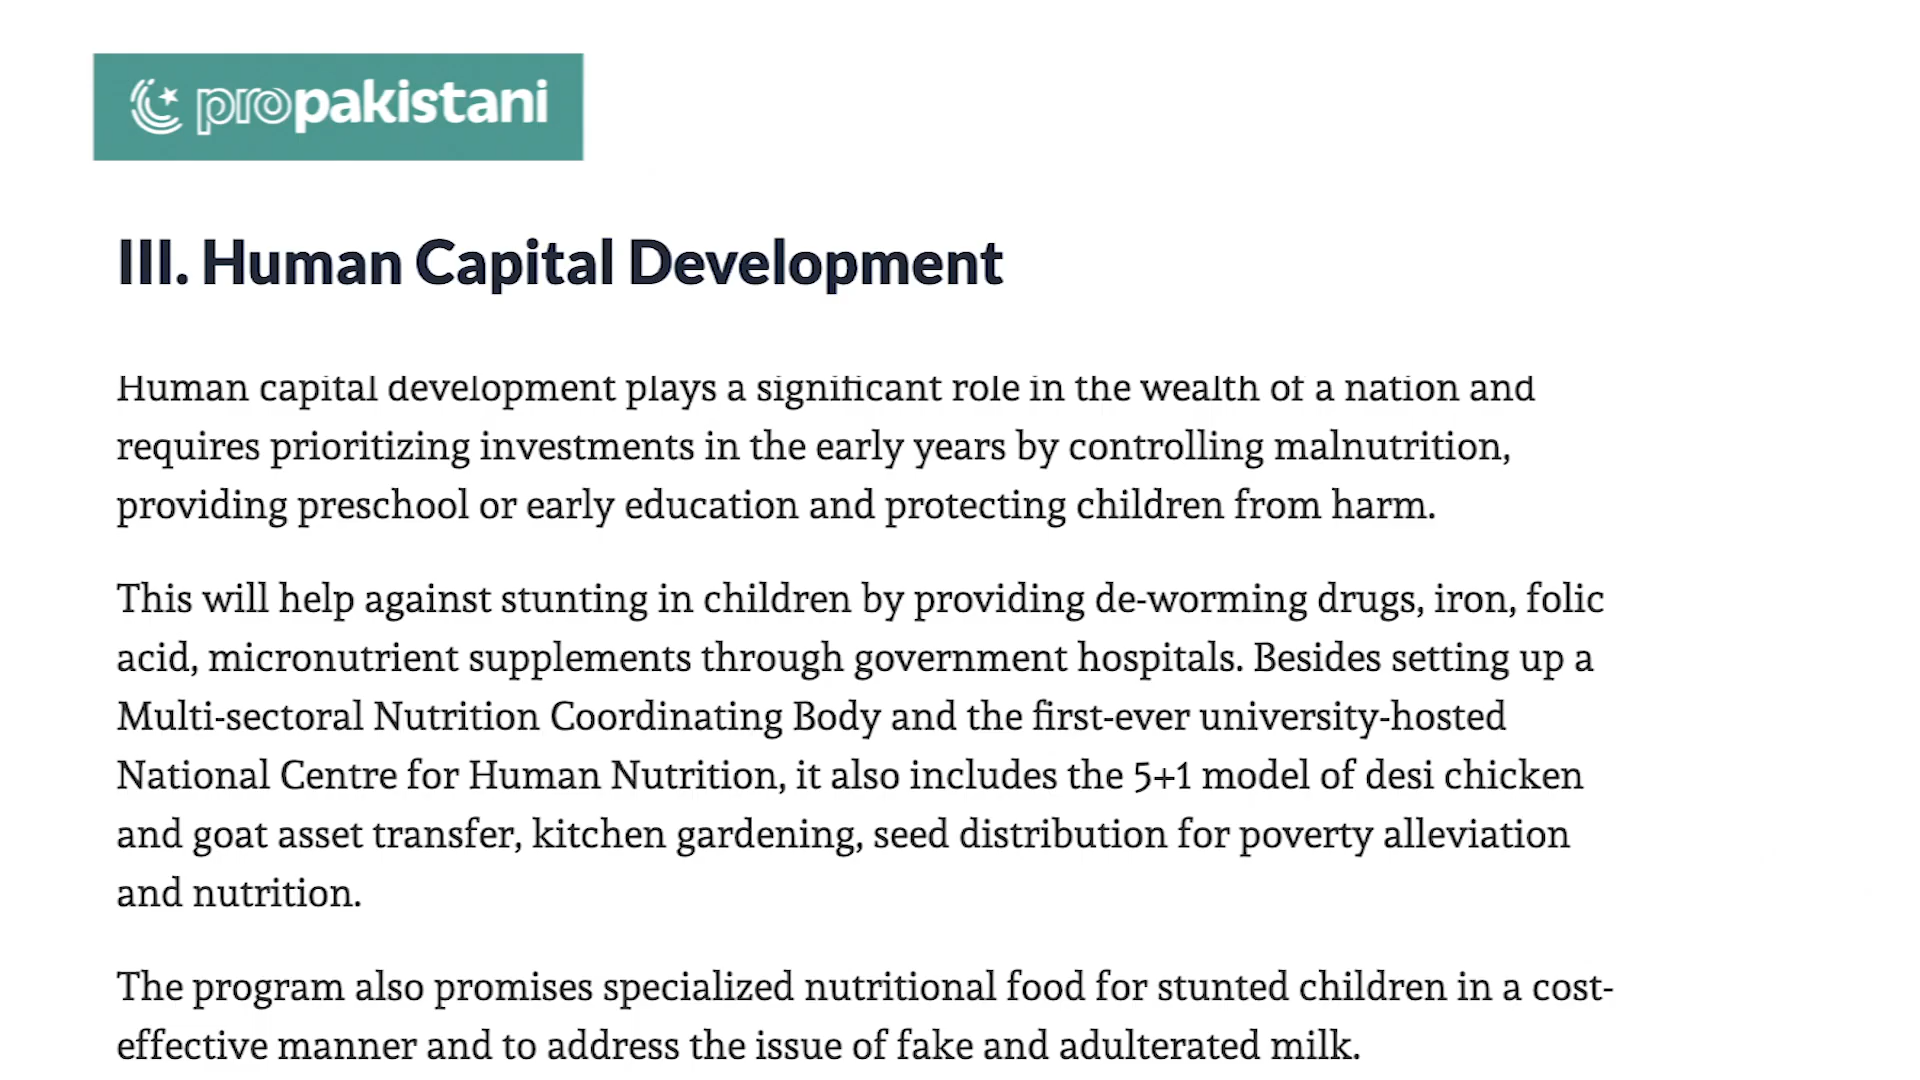 propakistani
III. Human Capital Development
Human capital development plays a significant role in the wealth of a nation and
requires prioritizing investments in the early years by controlling malnutrition,
providing preschool or early education and protecting children from harm.
This will help against stunting in children by providing de-worming drugs, iron, folic
acid, micronutrient supplements through government hospitals. Besides setting up a
Multi-sectoral Nutrition Coordinating Body and the first-ever university-hosted
National Centre for Human Nutrition, it also includes the 5+1 model of desi chicken
and goat asset transfer, kitchen gardening, seed distribution for poverty alleviation
and nutrition.
The program also promises specialized nutritional food for stunted children in a cost-
effective manner and to address the issue of fake and adulterated milk.